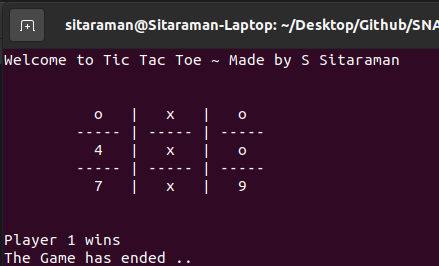 sitaraman@Sitaraman-Laptop: ~/Desktop/Github/SNA
Welcome to Tic Tac Toe ~ Made by S Sitaraman
o | x | o
----- | ----- | -----
4 | x | o
----- | ----- | -----
7 | x | 9
Player 1 wins
The Game has ended ..